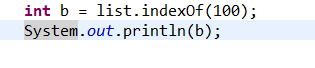 int b = list.indexOf(100);
System.out.println(b);